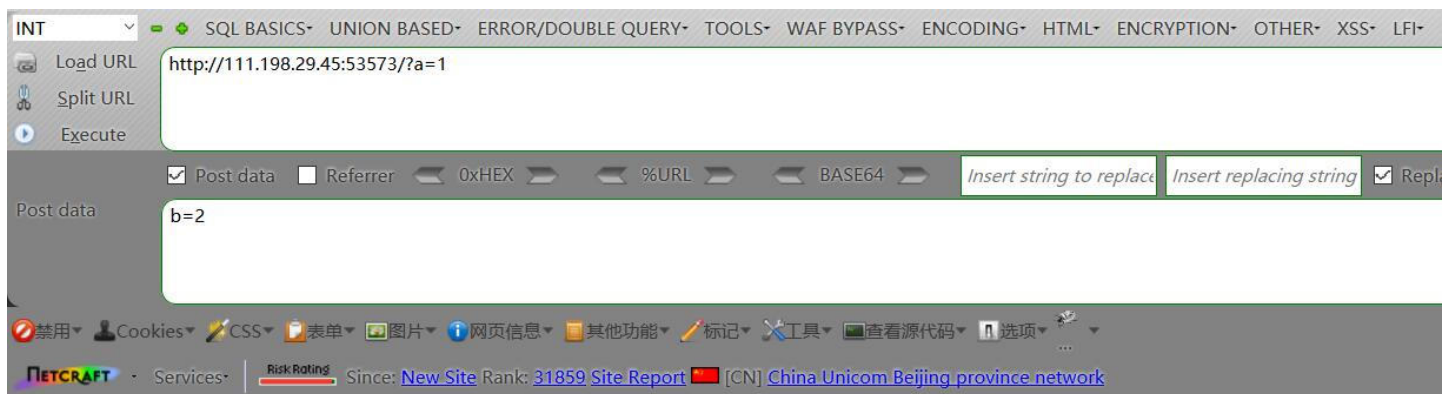 INT SQL BASICS UNION BASED ERROR/DOUBLE QUERY TOOLS WAF BYPASS ENCODING HTML ENCRYPTION OTHER XSS LFI
Load URL http://111.198.29.45:53573/?a=1
Split URL
Execute
Post data Referrer 0xHEX %URL BASE64 Insert string to replace Insert replacing string Repla
Post data b=2
禁用 Cookies CSS 表单 图片 网页信息 其他功能 标记 工具 查看源代码 选项
...
NETCRAFT Services Risk Rating Since: New Site Rank: 31859 Site Report [CN] China Unicom Beijing province network